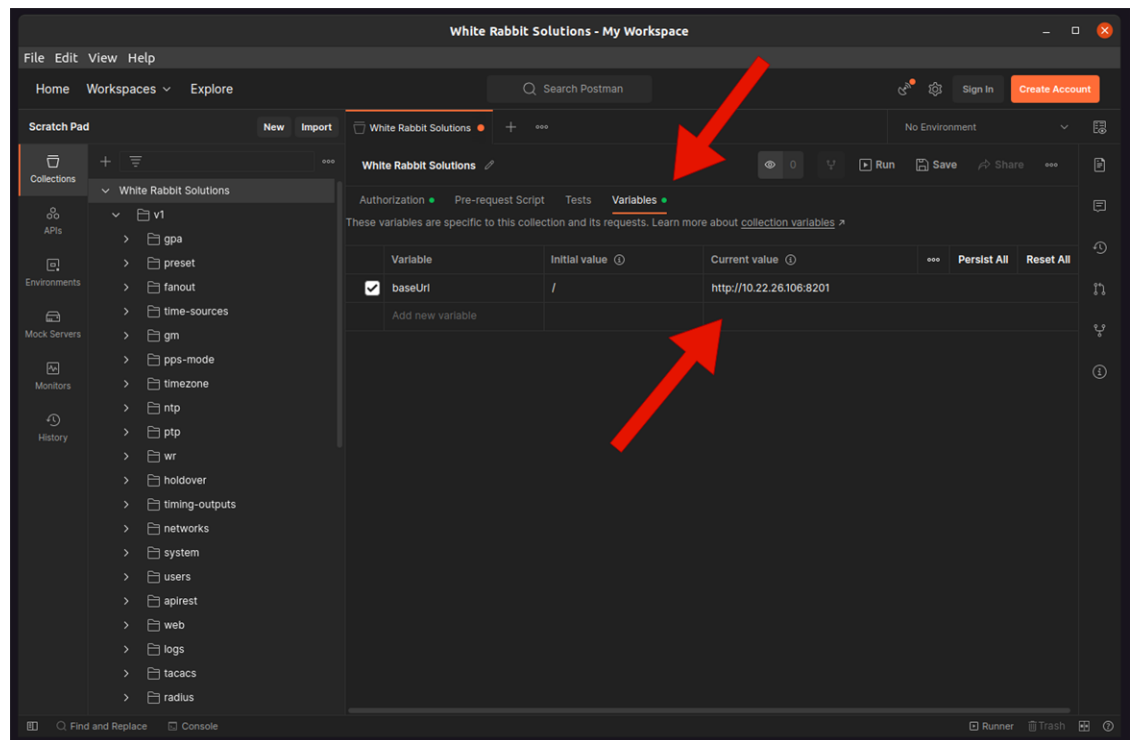 White Rabbit Solutions - My Workspace
File Edit View Help
Home Workspaces Explore Search Postman Sign In Create Account
Scratch Pad New Import White Rabbit Solutions No Environment
Collections
APIs
Environments
Mock Servers
Monitors
History
White Rabbit Solutions
v1
gpa
preset
fanout
time-sources
gm
pps-mode
timezone
ntp
ptp
wr
holdover
timing-outputs
networks
system
users
apirest
web
logs
tacacs
radius
White Rabbit Solutions 0 Run Save Share
Authorization Pre-request Script Tests Variables
These variables are specific to this collection and its requests. Learn more about collection variables
Variable Initial value Current value Persist All Reset All
baseUrl / http://10.22.26.106:8201
Add new variable
Find and Replace Console Runner Trash